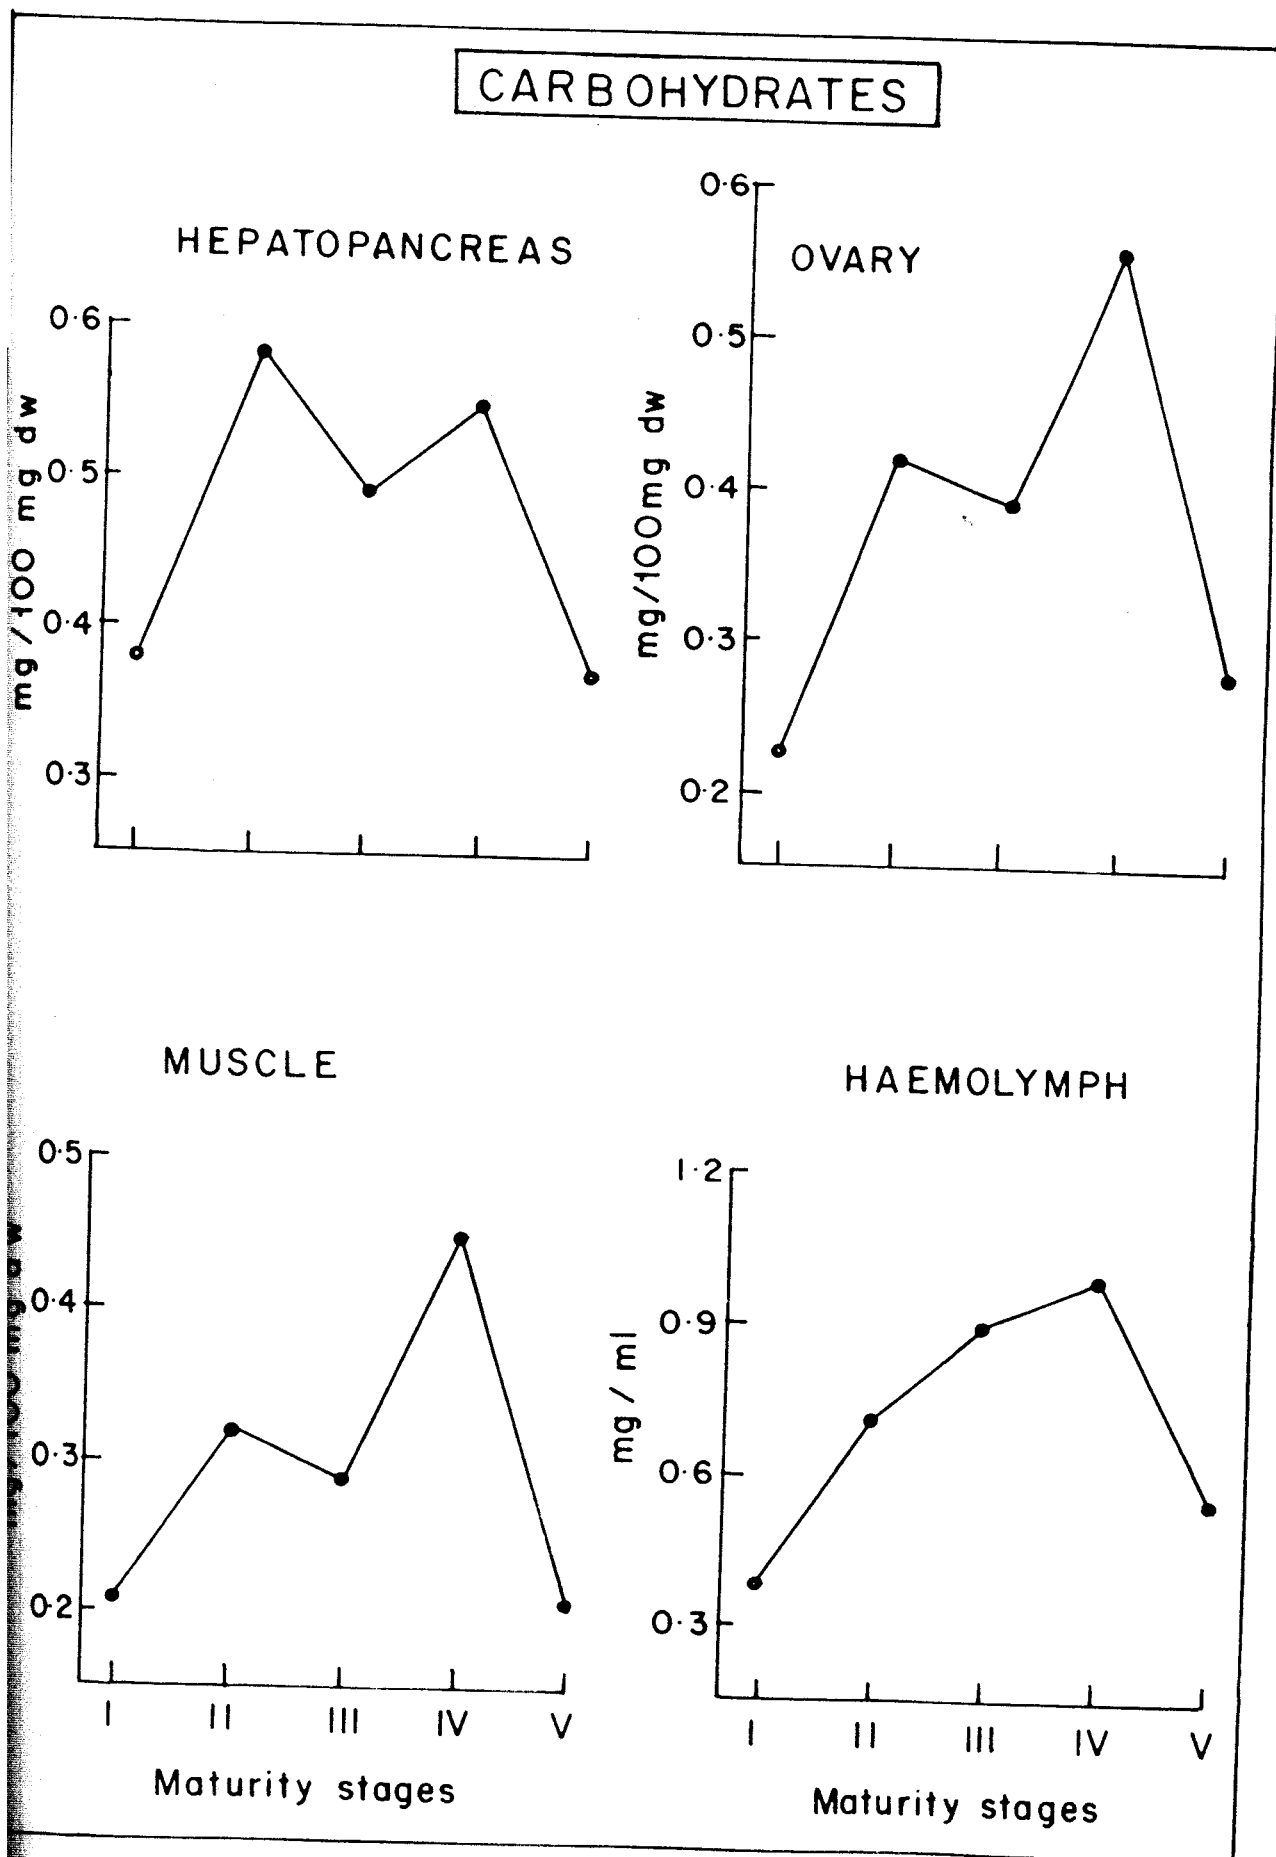 CARBOHYDRATES
HEPATOPANCREAS
0.6
0.5
0.4
0.3
mg/100 mg dw
OVARY
0.6
0.5
0.4
0.3
0.2
mg/100mg dw
MUSCLE
0.5
0.4
0.3
0.2
I II III IV V
Maturity stages
HAEMOLYMPH
1.2
0.9
0.6
0.3
mg / ml
I II III IV V
Maturity stages